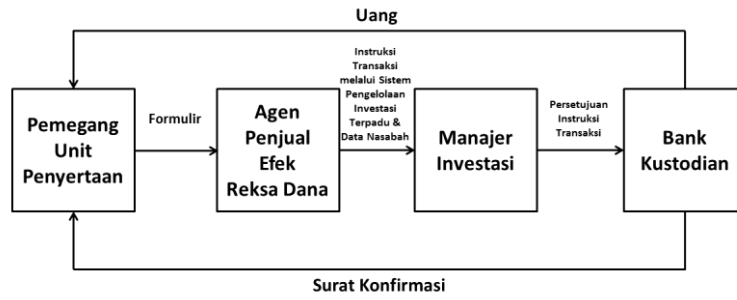 Uang
Pemegang
Unit
Penyertaan
Formulir
Agen
Penjual
Efek
Reksa Dana
Instruksi
Transaksi
melalui Sistem
Pengelolaan
Investasi
Terpadu &
Data Nasabah
Manajer
Investasi
Persetujuan
Instruksi
Transaksi
Bank
Kustodian
Surat Konfirmasi